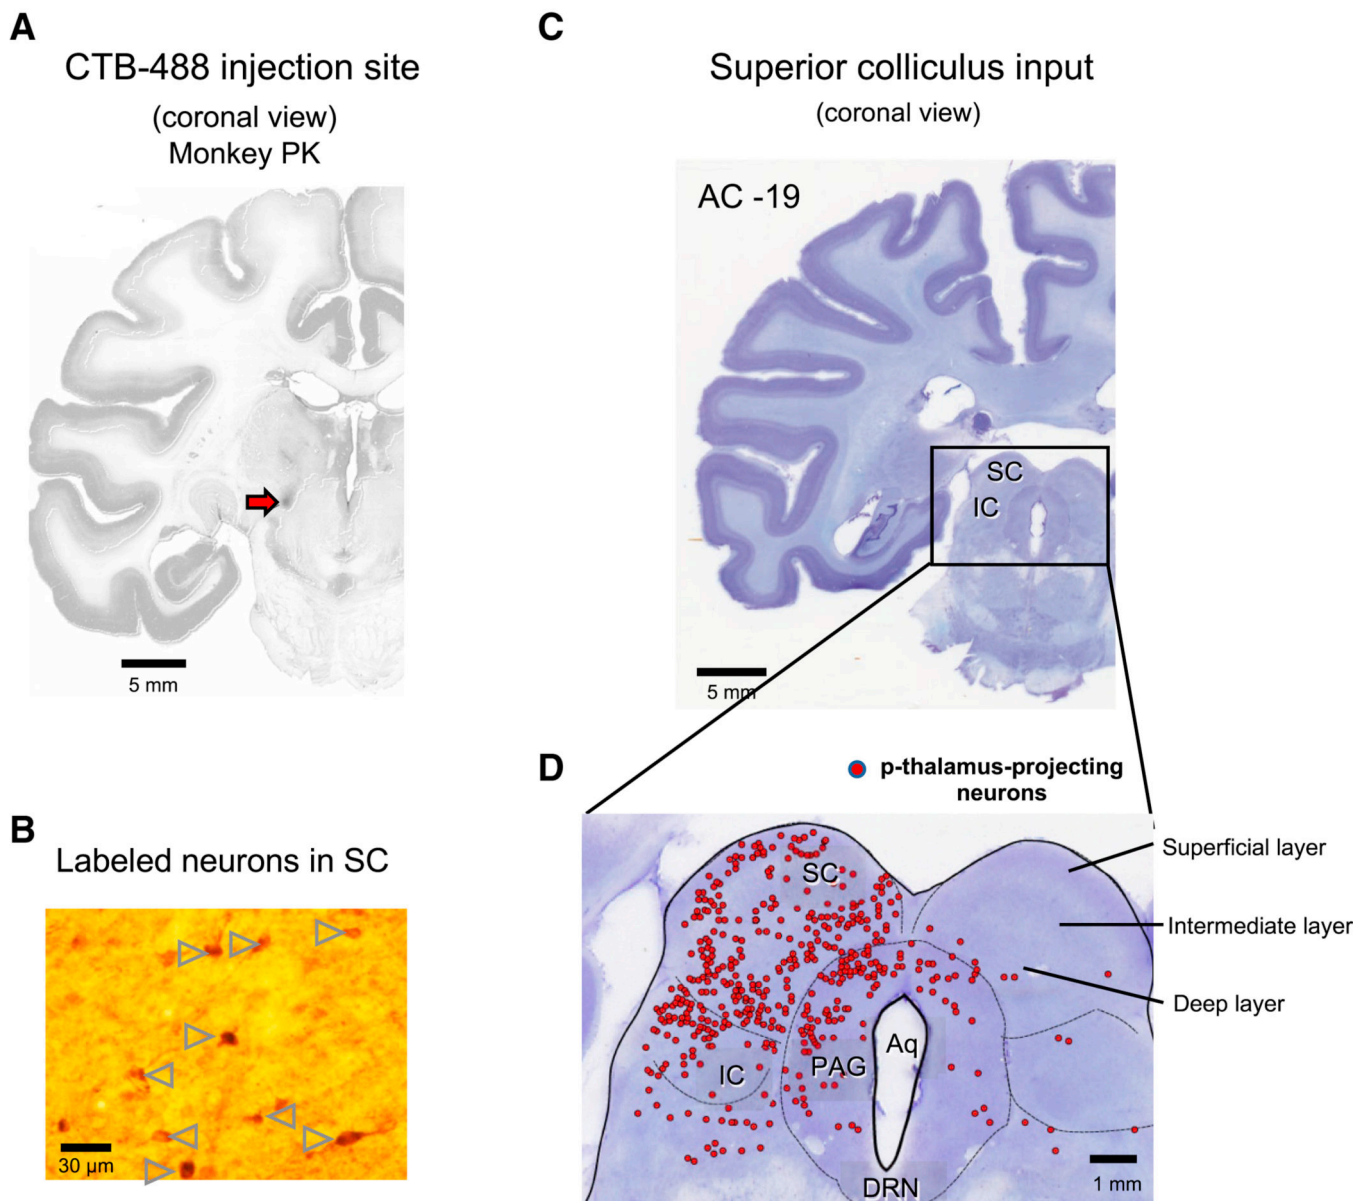 A
CTB-488 injection site
(coronal view)
Monkey PK
5 mm
B
Labeled neurons in SC
30 µm
C
Superior colliculus input
(coronal view)
AC -19
SC
IC
5 mm
D
p-thalamus-projecting
neurons
SC
IC
PAG
Aq
DRN
1 mm
Superficial layer
Intermediate layer
Deep layer